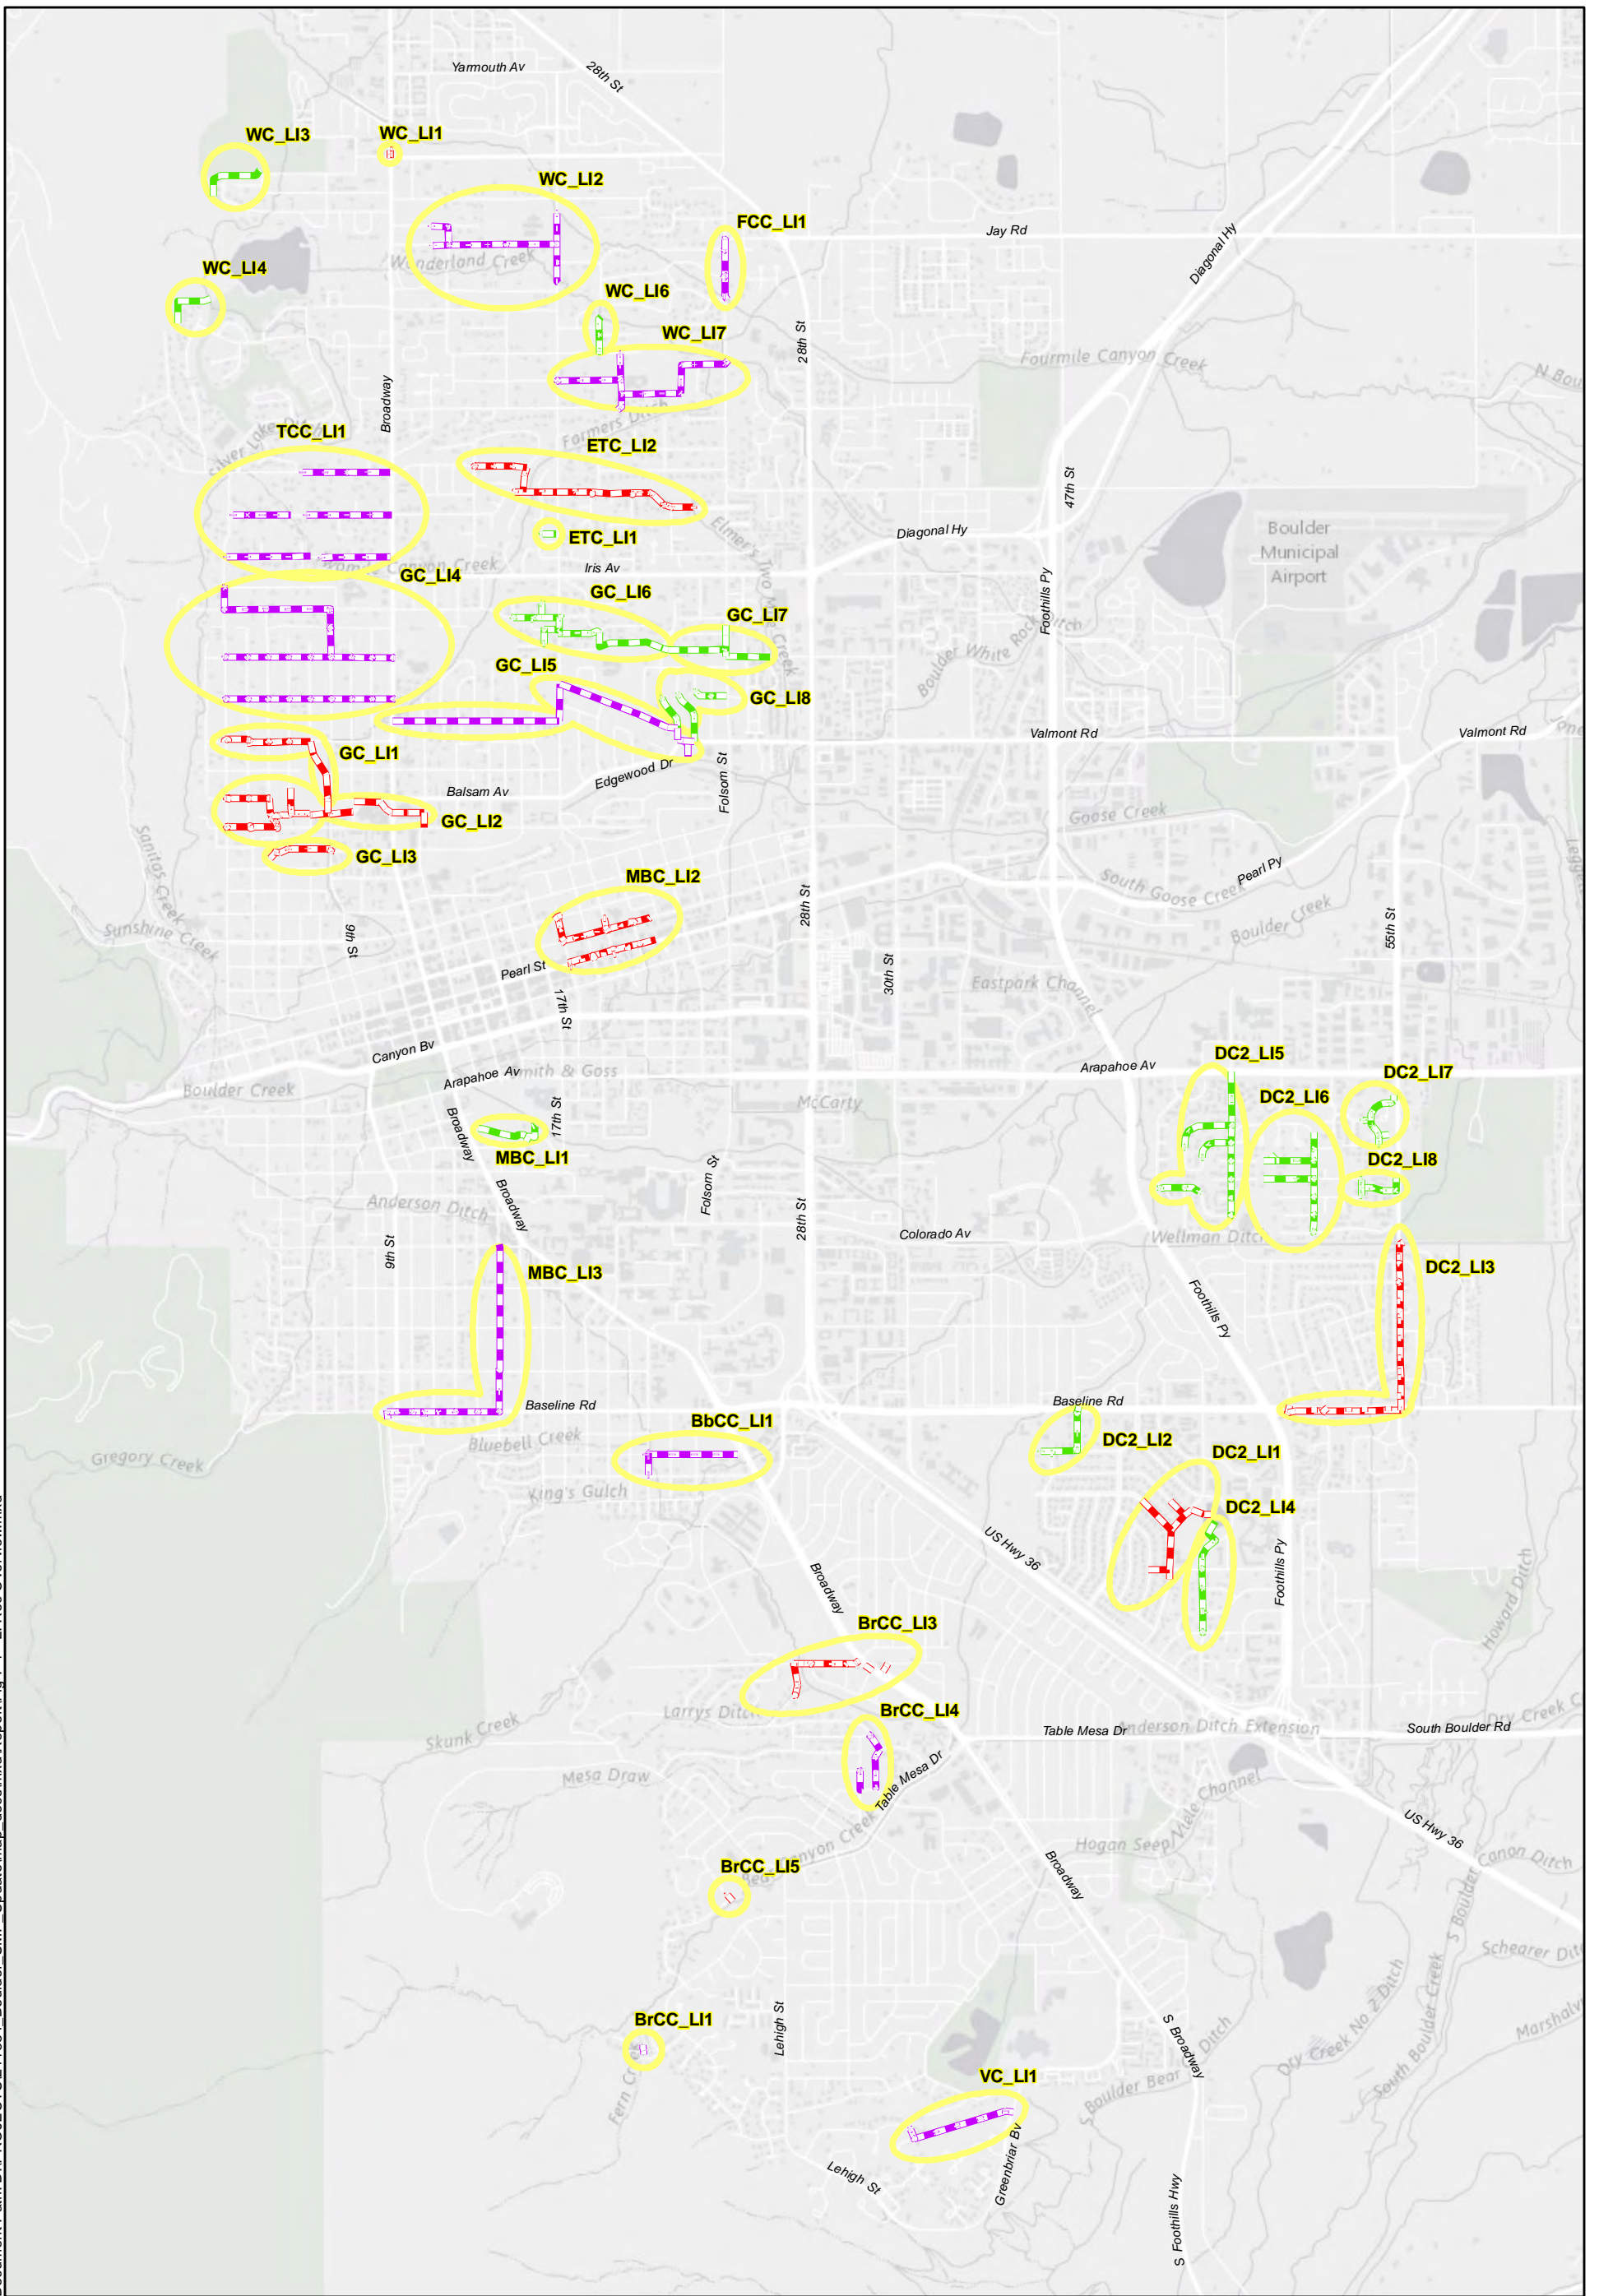 Yarmouth Av
28th St
WC_LI3
WC_LI1
WC_LI2
FCC_LI1
Jay Rd
Diagonal Hy
Wonderland Creek
WC_LI4
WC_LI6
WC_LI7
28th St
Fourmile Canyon Creek
Broadway
Farmers Ditch
TCC_LI1
Silver Lake Ditch
ETC_LI2
47th St
Elmer's Two Mile Creek
ETC_LI1
Diagonal Hy
Boulder
Municipal
Airport
Iris Av
GC_LI4
GC_LI6
GC_LI7
Foothills Py
Boulder White Rock Ditch
GC_LI5
GC_LI8
Valmont Rd
Valmont Rd
GC_LI1
Edgewood Dr
Folsom St
Balsam Av
GC_LI2
Goose Creek
GC_LI3
Sanitas Creek
MBC_LI2
Pearl Py
South Goose Creek
28th St
Boulder Creek
55th St
Sunshine Creek
9th St
Pearl St
30th St
Eastpark Channel
17th St
Canyon Bv
Arapahoe Av
Smith & Goss
Arapahoe Av
DC2_LI5
DC2_LI7
Boulder Creek
McCarty
DC2_LI6
17th St
Broadway
MBC_LI1
Folsom St
DC2_LI8
Anderson Ditch
Broadway
28th St
Colorado Av
Wellman Ditch
9th St
MBC_LI3
DC2_LI3
Foothills Py
Baseline Rd
Baseline Rd
BbCC_LI1
Bluebell Creek
DC2_LI2
DC2_LI1
Gregory Creek
King's Gulch
DC2_LI4
US Hwy 36
Foothills Py
Broadway
Howard Ditch
BrCC_LI3
Larrys Ditch
BrCC_LI4
Skunk Creek
Table Mesa Dr
Anderson Ditch Extension
South Boulder Rd
Mesa Draw
Table Mesa Dr
Viele Channel
Hogan Seep
US Hwy 36
BrCC_LI5
Broadway
Canon Ditch
Lehigh St
BrCC_LI1
S Broadway
Dry Creek No 2 Ditch
South Boulder Creek
Fern Creek
VC_LI1
S Boulder Bear
Ditch
Lehigh St
Greenbriar Bv
S Foothills Hwy